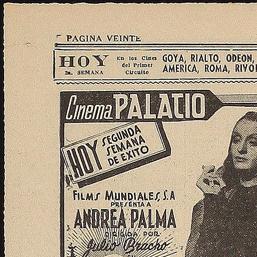 PAGINA VEINTE
HOY
2a. SEMANA
En los Cines
del Primer
Circuito
GOYA, RIALTO, ODEON,
AMERICA, ROMA, RIVO
Cinema PALACIO
¡HOY SEGUNDA
SEMANA
DE EXITO
FILMS MUNDIALES, S.A
PRESENTA A
ANDREA PALMA
DIRIGIDA POR
Julio Bracho